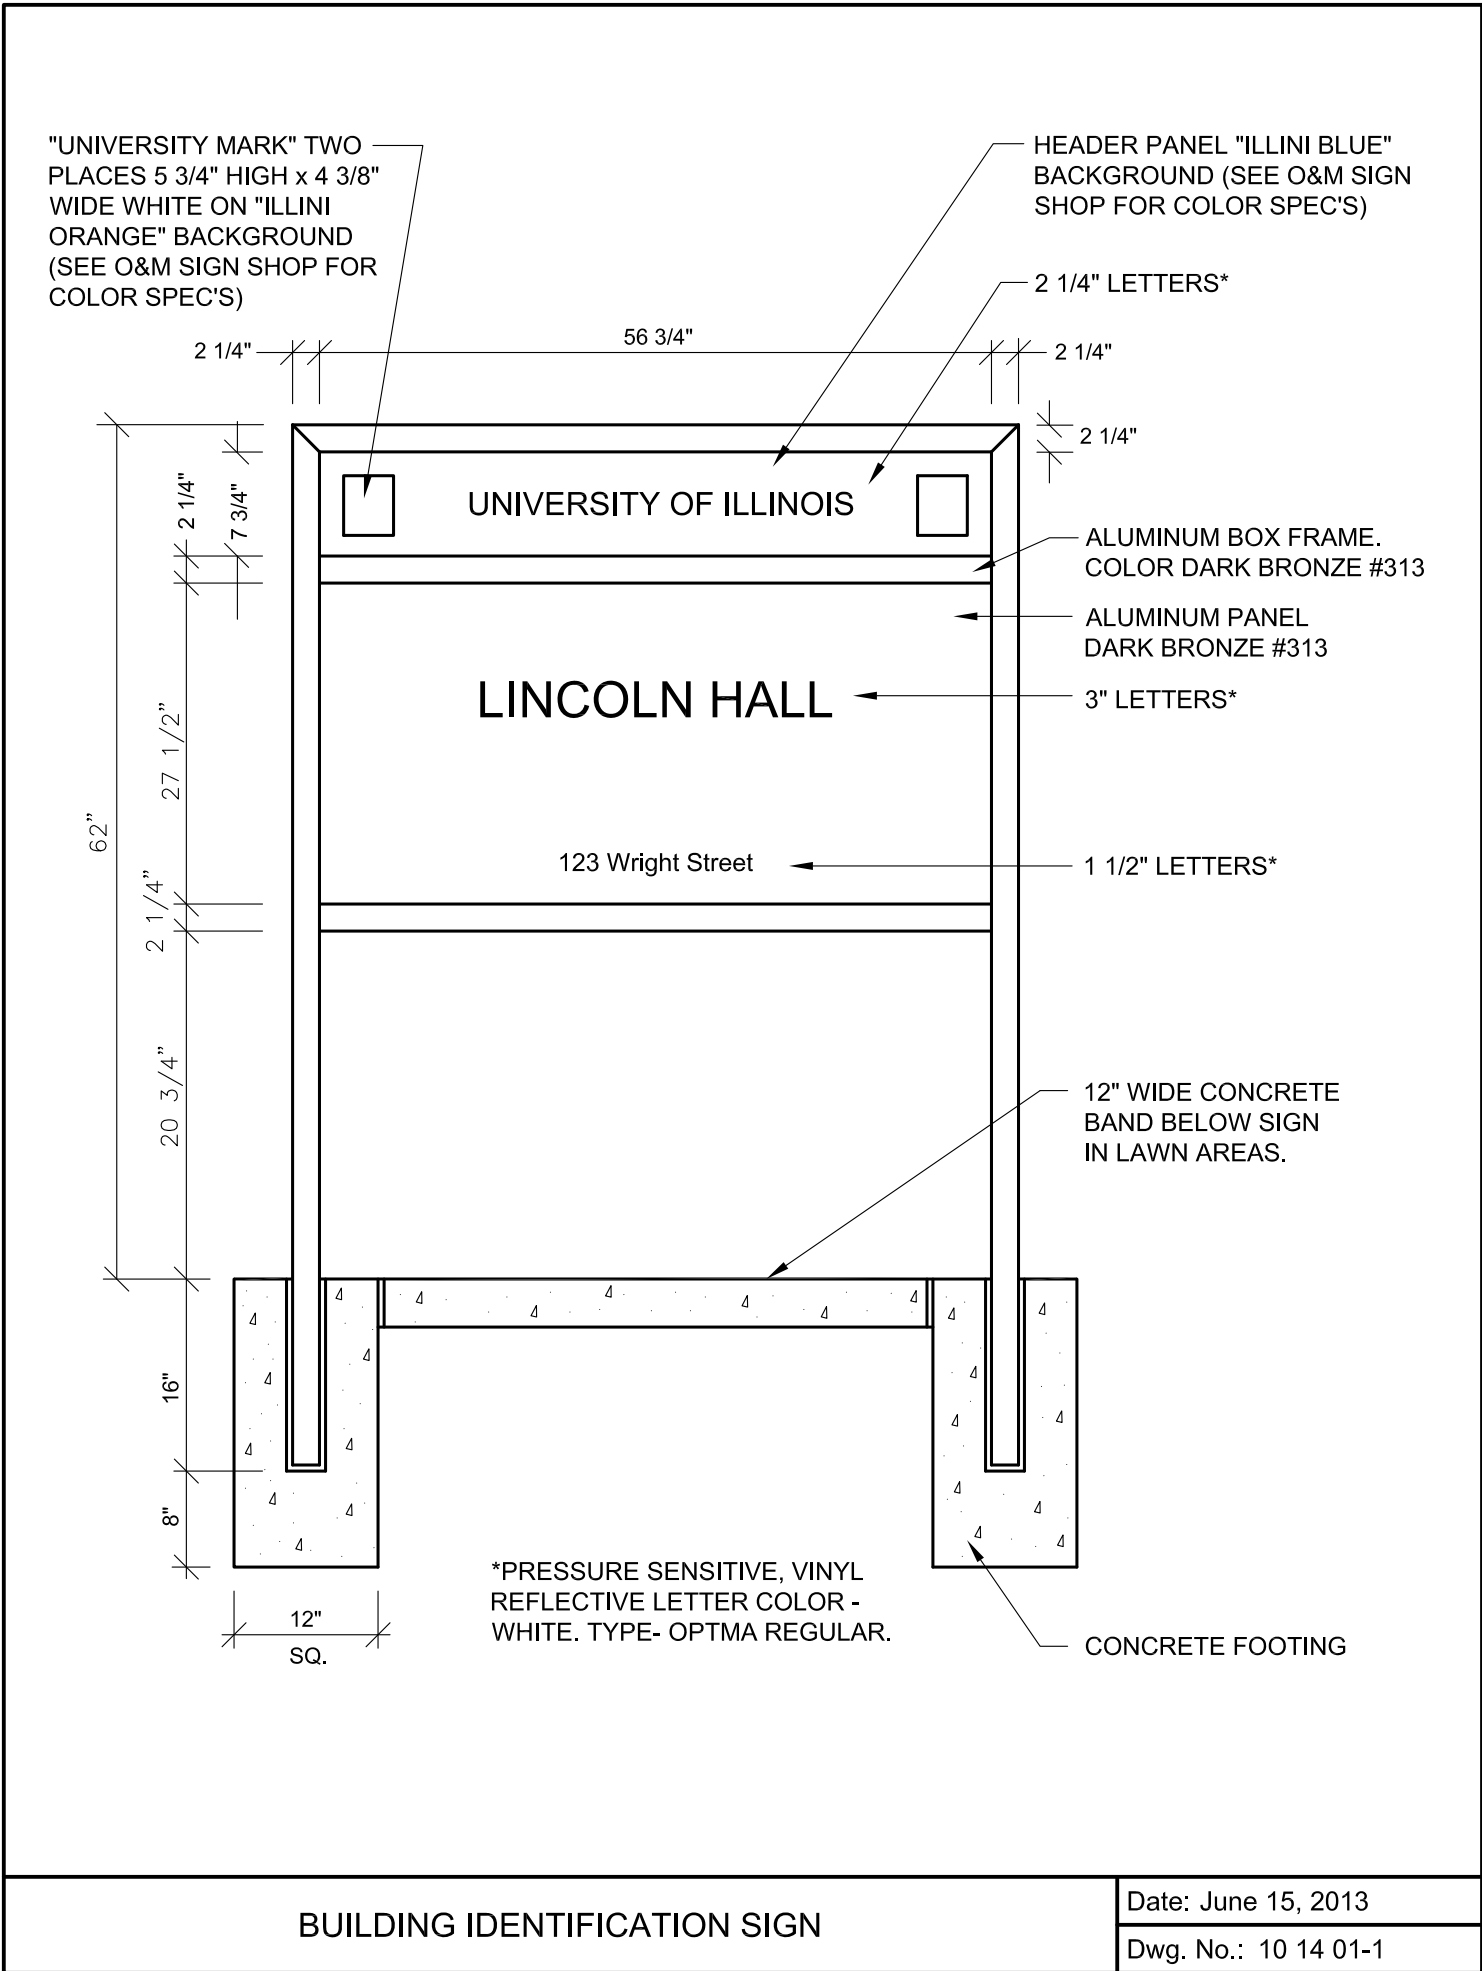 "UNIVERSITY MARK" TWO
PLACES 5 3/4" HIGH x 4 3/8"
WIDE WHITE ON "ILLINI
ORANGE" BACKGROUND
(SEE O&M SIGN SHOP FOR
COLOR SPEC'S)
HEADER PANEL "ILLINI BLUE"
BACKGROUND (SEE O&M SIGN
SHOP FOR COLOR SPEC'S)
2 1/4" LETTERS*
2 1/4"
56 3/4"
2 1/4"
2 1/4"
2 1/4"
7 3/4"
UNIVERSITY OF ILLINOIS
ALUMINUM BOX FRAME.
COLOR DARK BRONZE #313
ALUMINUM PANEL
DARK BRONZE #313
LINCOLN HALL
3" LETTERS*
27 1/2"
62"
123 Wright Street
1 1/2" LETTERS*
2 1/4"
20 3/4"
12" WIDE CONCRETE
BAND BELOW SIGN
IN LAWN AREAS.
16"
8"
12"
SQ.
*PRESSURE SENSITIVE, VINYL
REFLECTIVE LETTER COLOR -
WHITE. TYPE- OPTMA REGULAR.
CONCRETE FOOTING
BUILDING IDENTIFICATION SIGN
Date: June 15, 2013
Dwg. No.: 10 14 01-1